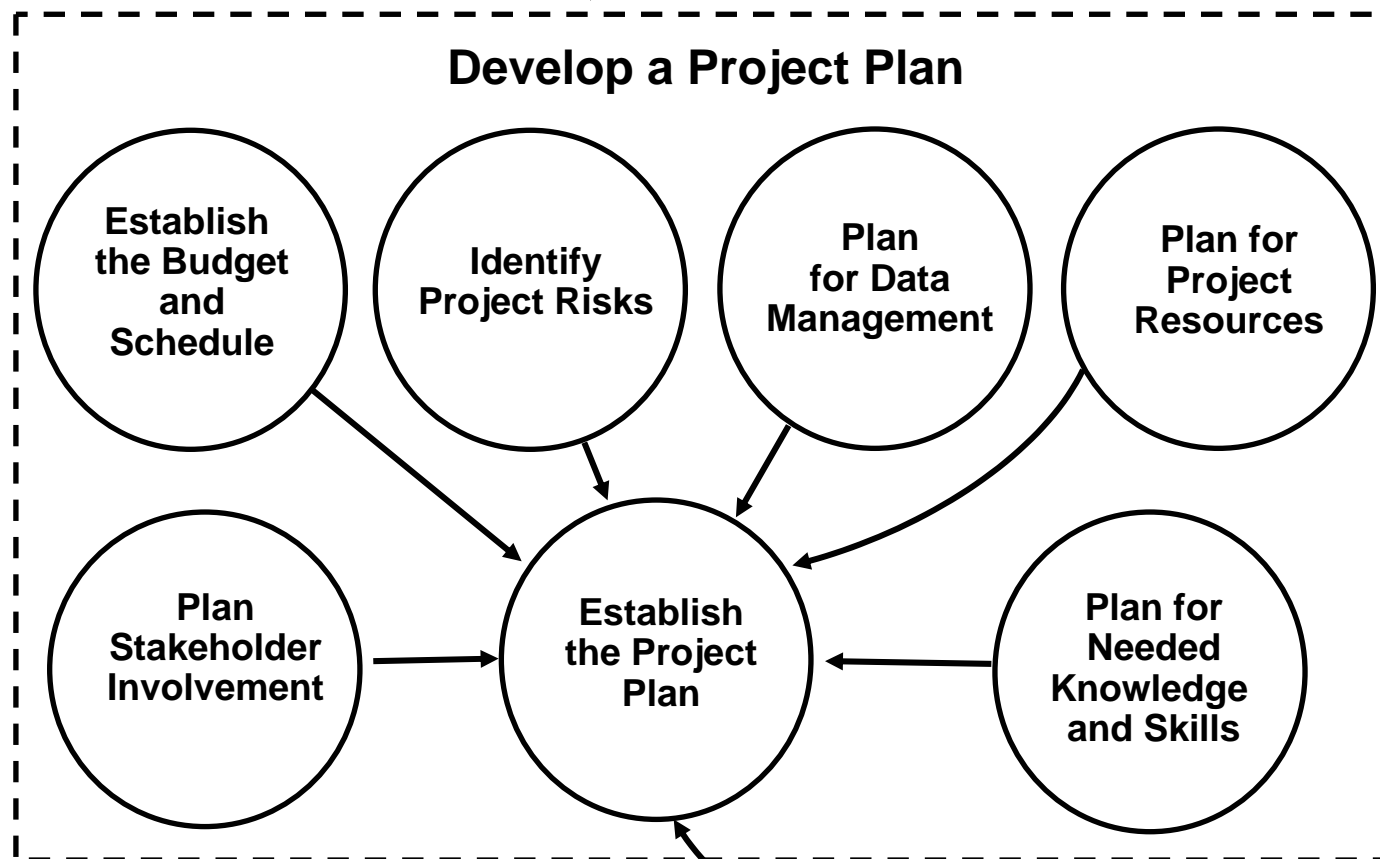 Develop a Project Plan
Establish
the Budget
and
Schedule
Identify
Project Risks
Plan
for Data
Management
Plan for
Project
Resources
Plan
Stakeholder
Involvement
Establish
the Project
Plan
Plan for
Needed
Knowledge
and Skills